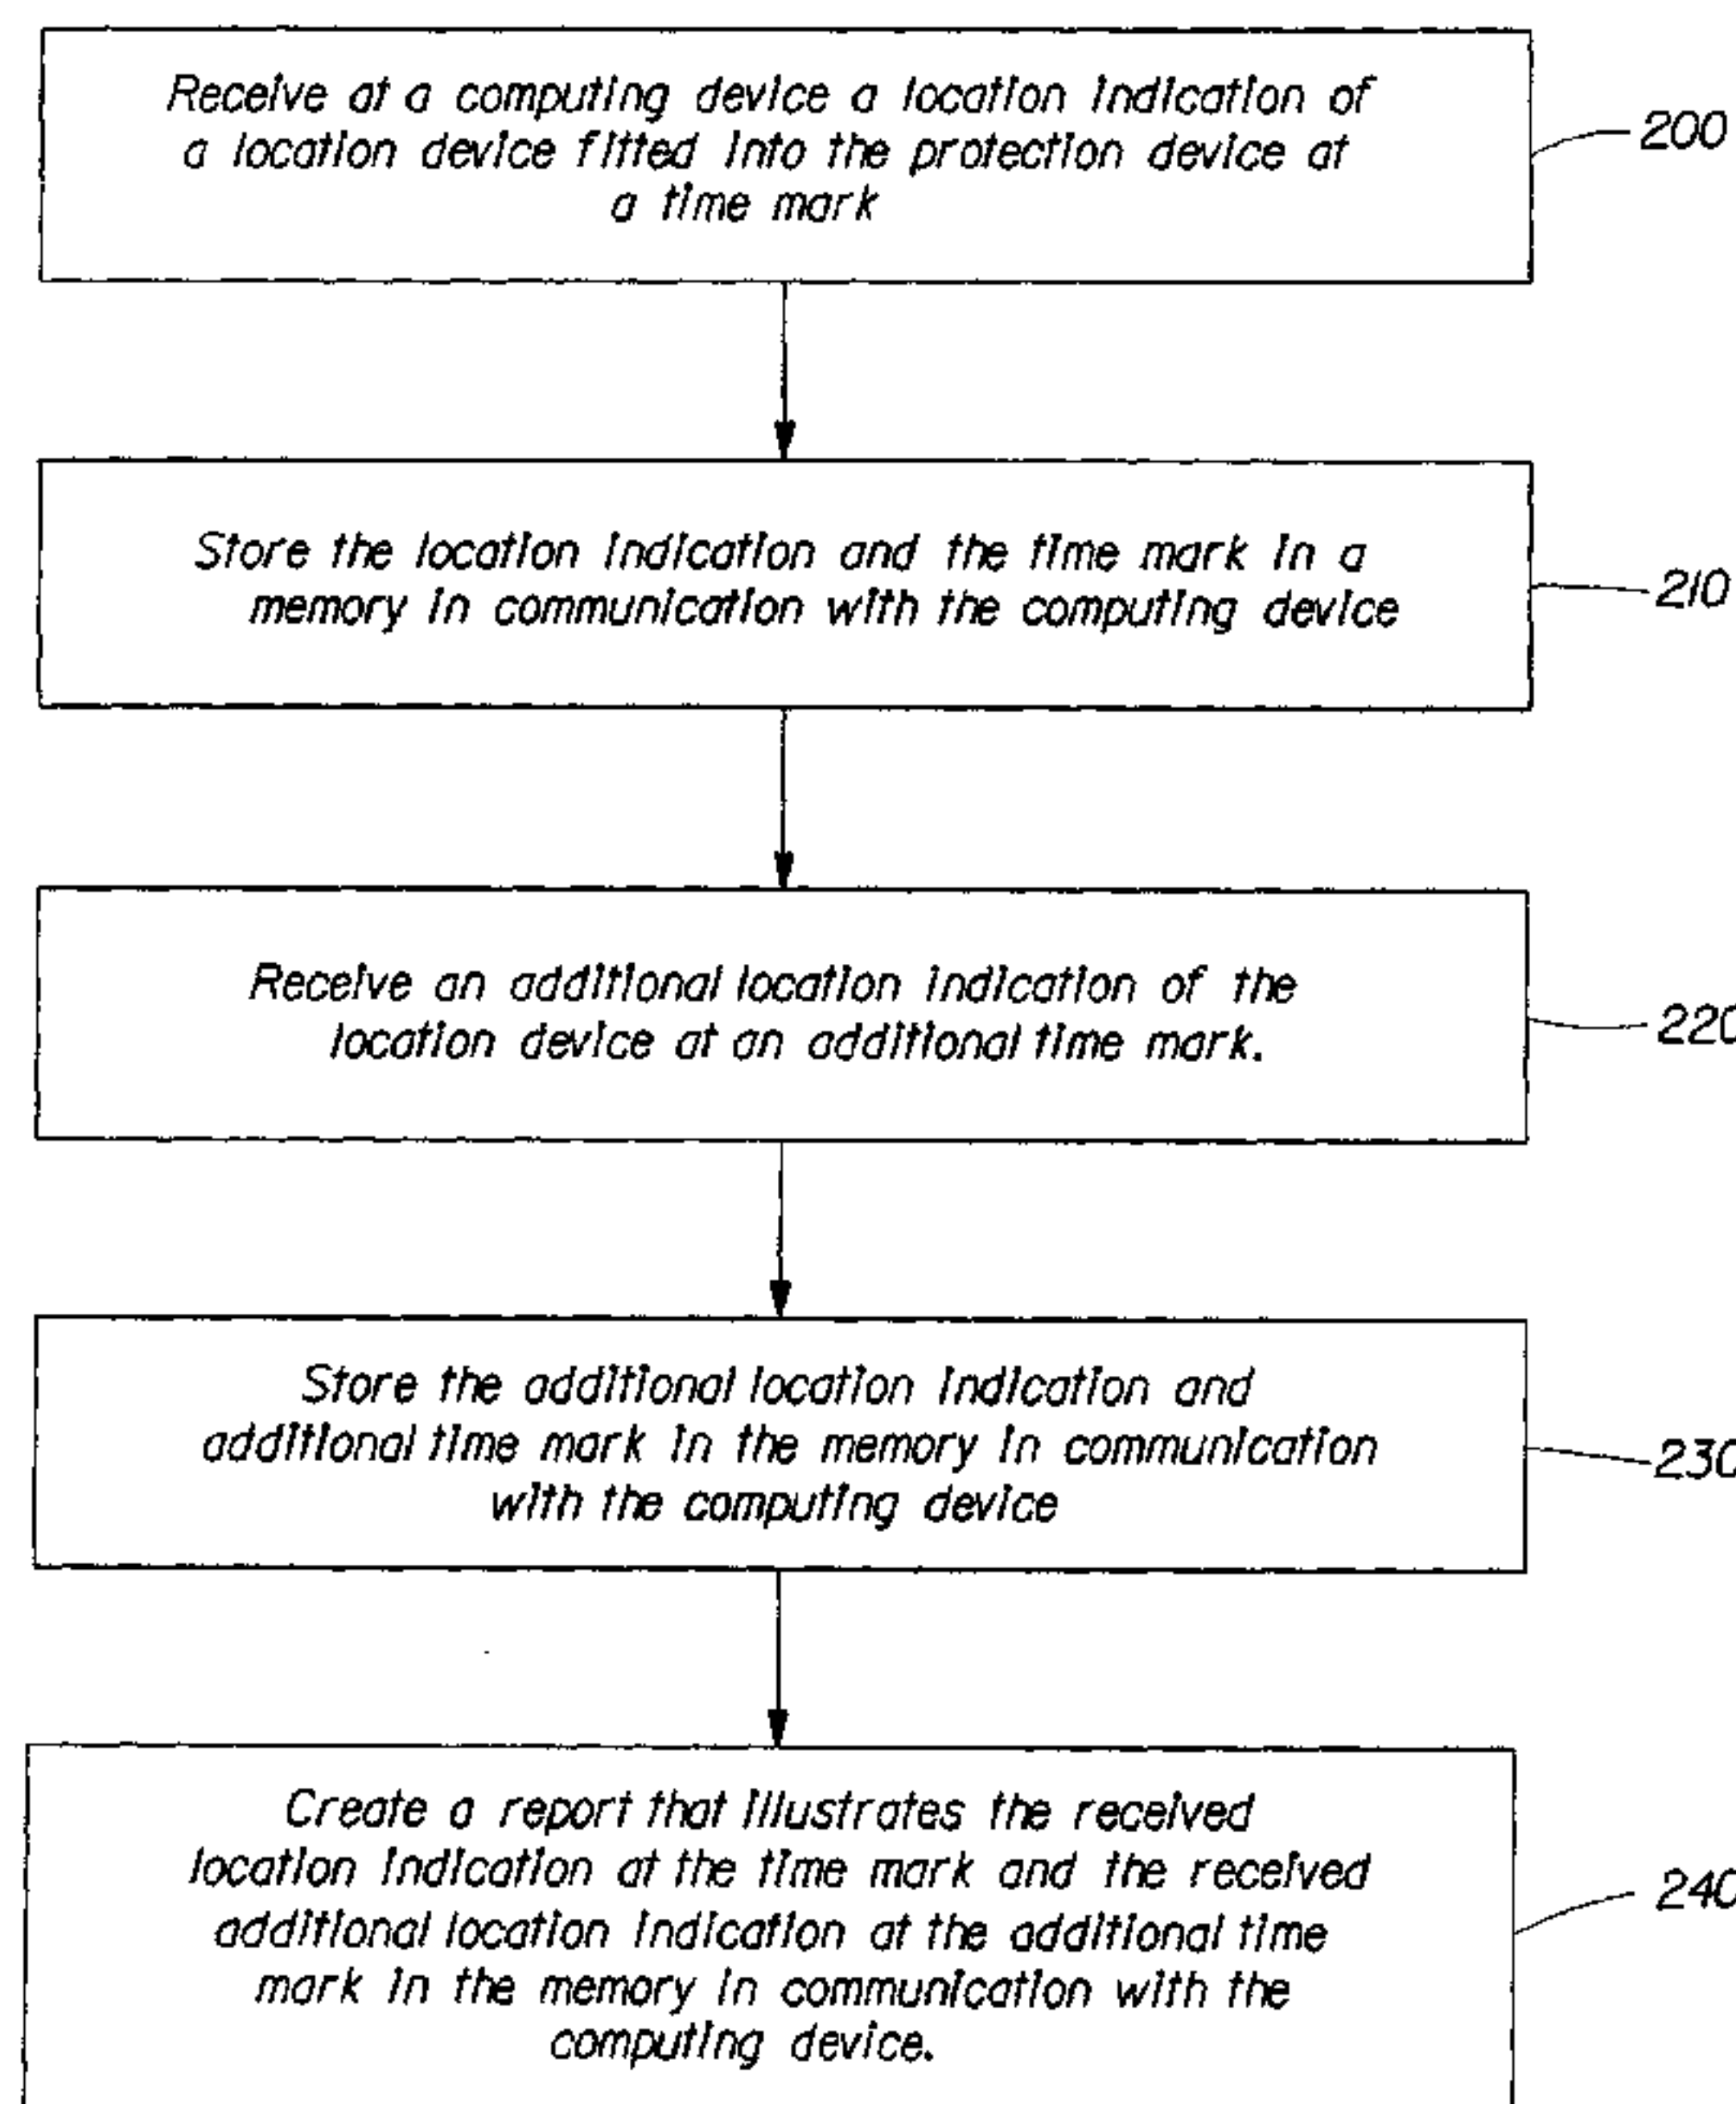 Receive at a computing device a location indication of
a location device fitted into the protection device at
a time mark
200
Store the location indication and the time mark in a
memory in communication with the computing device
210
Receive an additional location indication of the
location device at an additional time mark.
220
Store the additional location indication and
additional time mark in the memory in communication
with the computing device
230
Create a report that illustrates the received
location indication at the time mark and the received
additional location indication at the additional time
mark in the memory in communication with the
computing device.
240